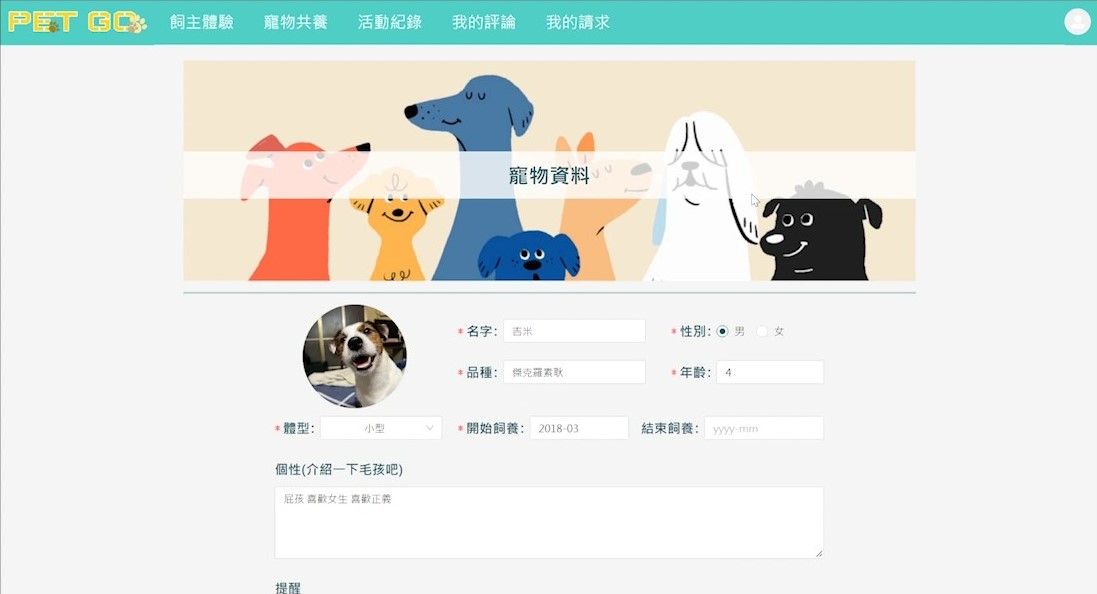 PET GO 飼主體驗 寵物共養 活動紀錄 我的評論 我的請求
寵物資料
* 名字: 吉米 * 性別: 男 女
* 品種: 傑克羅素耿 * 年齡: 4
* 體型: 小型 * 開始飼養: 2018-03 結束飼養: yyyy-mm
個性(介紹一下毛孩吧)
屁孩 喜歡女生 喜歡正義
提醒